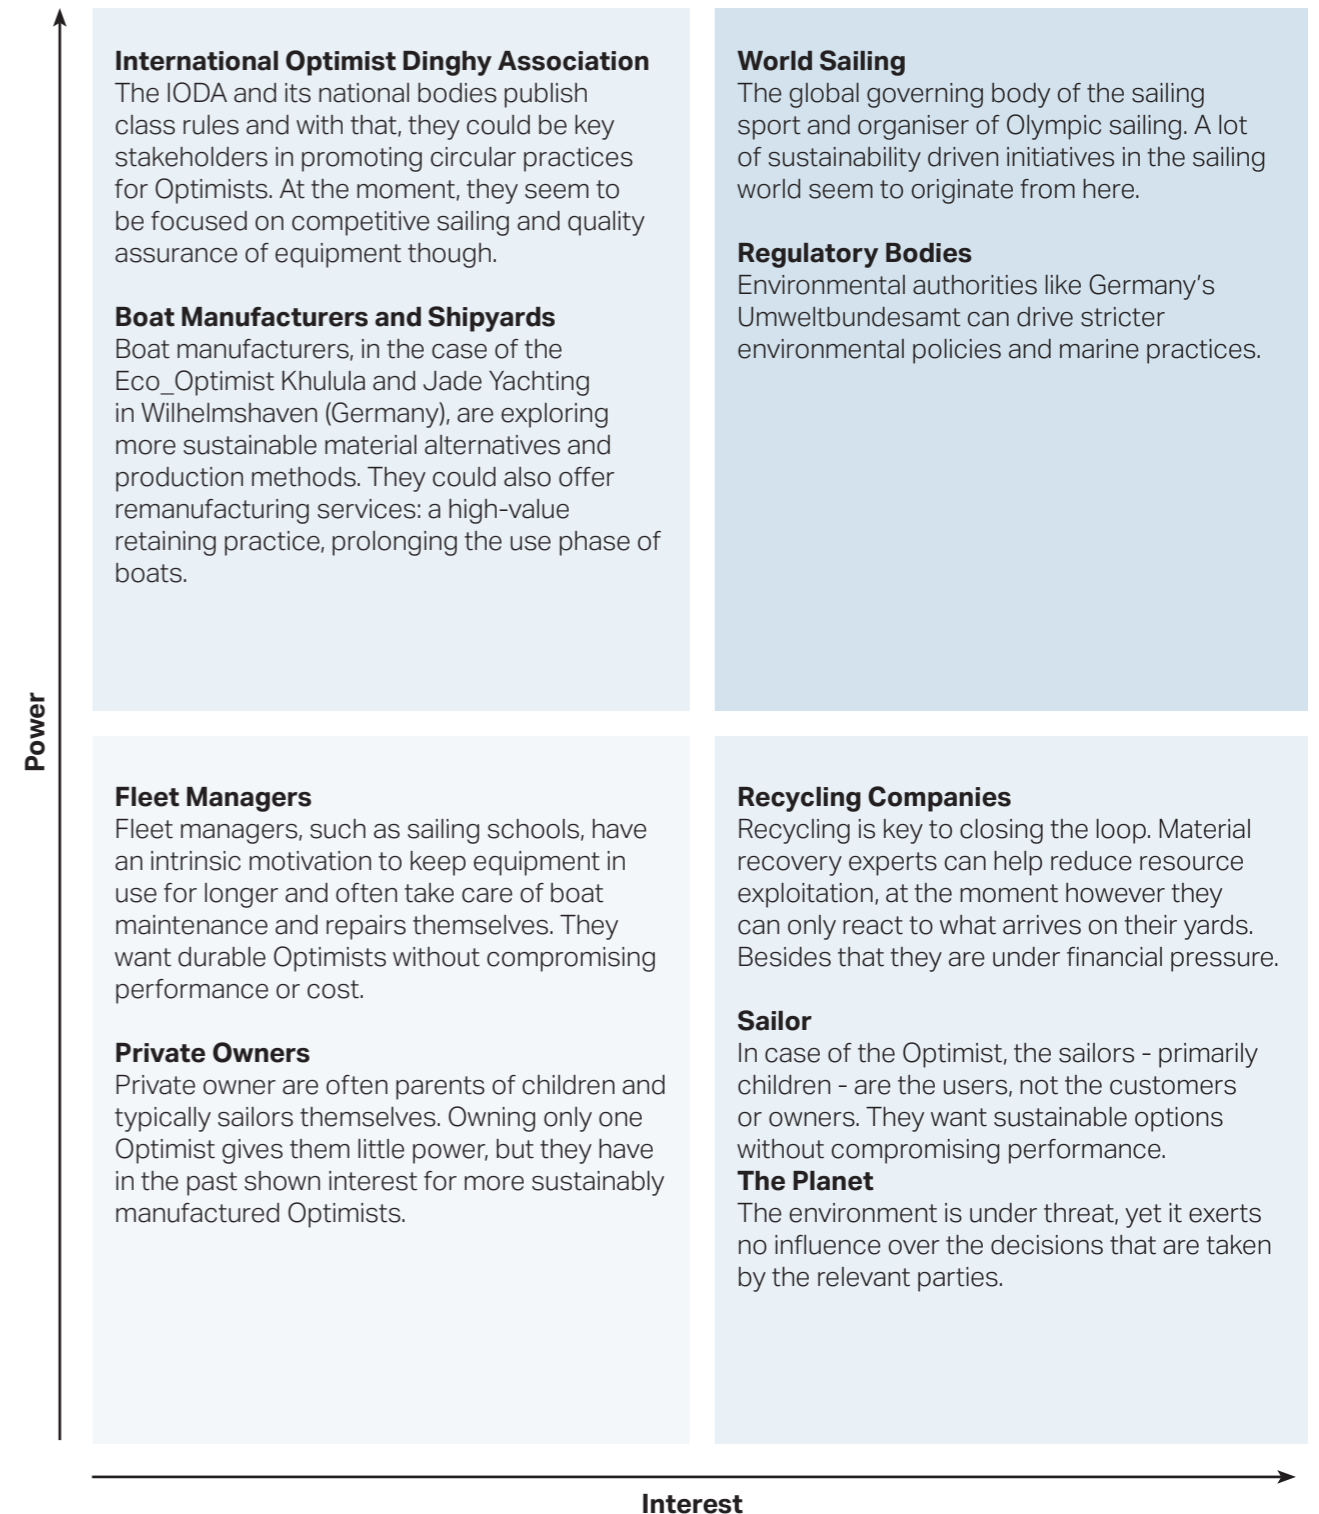 International Optimist Dinghy Association
The IODA and its national bodies publish
class rules and with that, they could be key
stakeholders in promoting circular practices
for Optimists. At the moment, they seem to
be focused on competitive sailing and quality
assurance of equipment though.
Boat Manufacturers and Shipyards
Boat manufacturers, in the case of the
Eco_Optimist Khulula and Jade Yachting
in Wilhelmshaven (Germany), are exploring
more sustainable material alternatives and
production methods. They could also offer
remanufacturing services: a high-value
retaining practice, prolonging the use phase of
boats.
World Sailing
The global governing body of the sailing
sport and organiser of Olympic sailing. A lot
of sustainability driven initiatives in the sailing
world seem to originate from here.
Regulatory Bodies
Environmental authorities like Germany's
Umweltbundesamt can drive stricter
environmental policies and marine practices.
Power
Fleet Managers
Fleet managers, such as sailing schools, have
an intrinsic motivation to keep equipment in
use for longer and often take care of boat
maintenance and repairs themselves. They
want durable Optimists without compromising
performance or cost.
Private Owners
Private owner are often parents of children and
typically sailors themselves. Owning only one
Optimist gives them little power, but they have
in the past shown interest for more sustainably
manufactured Optimists.
Recycling Companies
Recycling is key to closing the loop. Material
recovery experts can help reduce resource
exploitation, at the moment however they
can only react to what arrives on their yards.
Besides that they are under financial pressure.
Sailor
In case of the Optimist, the sailors - primarily
children - are the users, not the customers
or owners. They want sustainable options
without compromising performance.
The Planet
The environment is under threat, yet it exerts
no influence over the decisions that are taken
by the relevant parties.
Interest